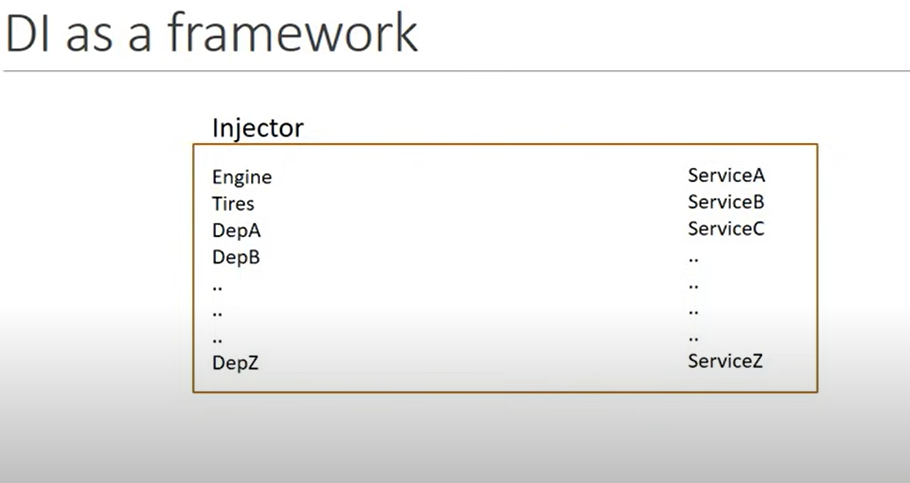 DI as a framework
Injector
Engine
Tires
DepA
DepB
..
..
..
DepZ
ServiceA
ServiceB
ServiceC
..
..
..
..
ServiceZ